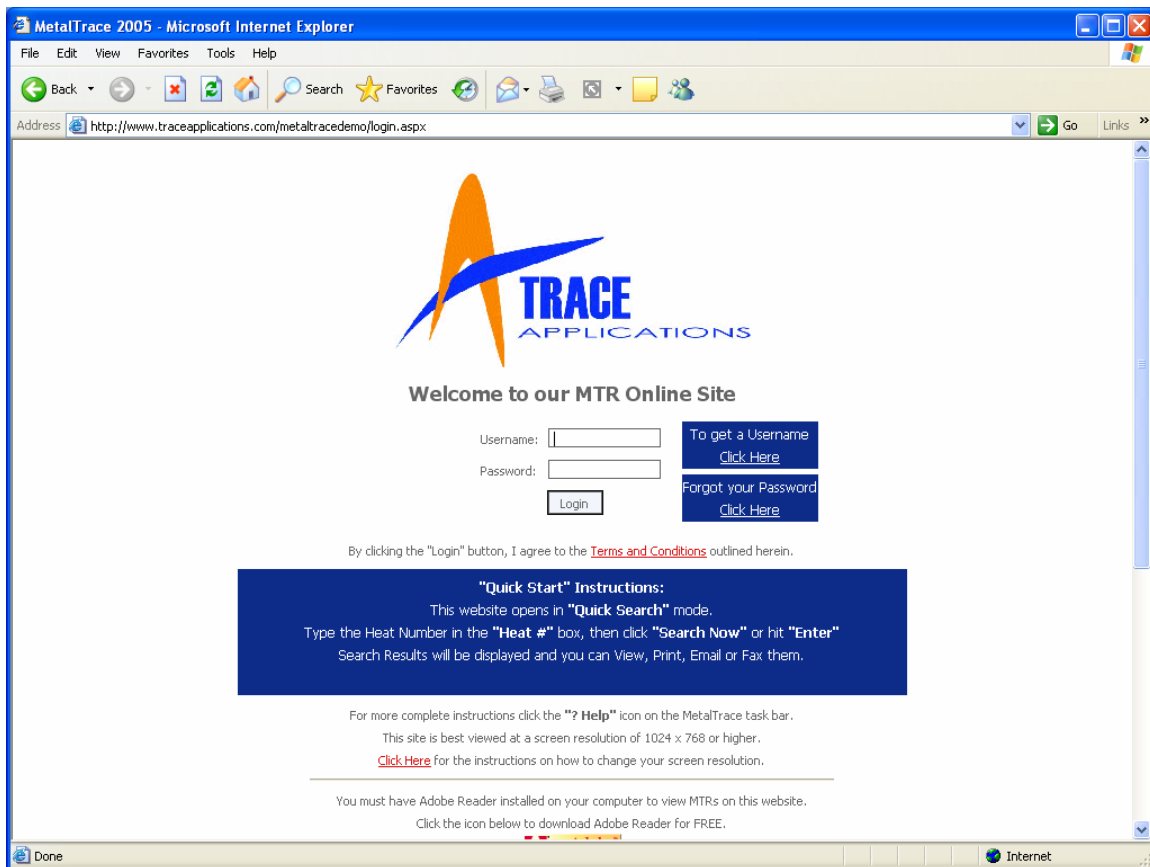 MetalTrace 2005 - Microsoft Internet Explorer
File Edit View Favorites Tools Help
Back Search Favorites
Address http://www.traceapplications.com/metaltracedemo/login.aspx Go Links »
TRACE
APPLICATIONS
Welcome to our MTR Online Site
Username:
To get a Username
Click Here
Password:
Forgot your Password
Click Here
Login
By clicking the "Login" button, I agree to the Terms and Conditions outlined herein.
"Quick Start" Instructions:
This website opens in "Quick Search" mode.
Type the Heat Number in the "Heat #" box, then click "Search Now" or hit "Enter"
Search Results will be displayed and you can View, Print, Email or Fax them.
For more complete instructions click the "? Help" icon on the MetalTrace task bar.
This site is best viewed at a screen resolution of 1024 x 768 or higher.
Click Here for the instructions on how to change your screen resolution.
You must have Adobe Reader installed on your computer to view MTRs on this website.
Click the icon below to download Adobe Reader for FREE.
Done Internet